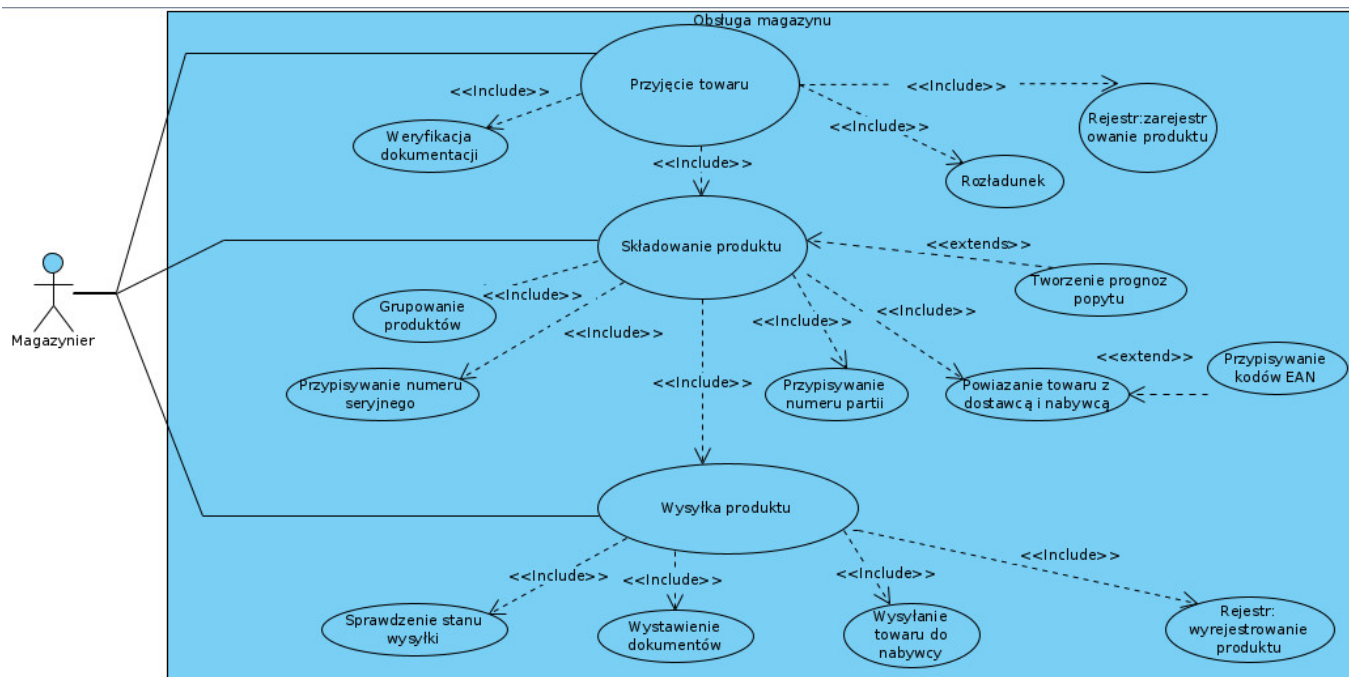 Obsługa magazynu
Przyjęcie towaru
<<Include>>
<<Include>>
Weryfikacja
dokumentacji
<<Include>>
Rejestr:zarejestr
owanie produktu
<<Include>>
Rozładunek
Składowanie produktu
<<extends>>
Tworzenie prognoz
popytu
Grupowanie
produktów
<<Include>>
<<Include>>
<<Include>>
<<Include>>
Magazynier
Przypisywanie numeru
seryjnego
<<Include>>
Przypisywanie
numeru partii
Powiazanie towaru z
dostawcą i nabywcą
<<extend>>
Przypisywanie
kodów EAN
Wysyłka produktu
<<Include>>
<<Include>>
<<Include>>
<<Include>>
Sprawdzenie stanu
wysyłki
Wystawienie
dokumentów
Wysyłanie
towaru do
nabywcy
Rejestr:
wyrejestrowanie
produktu